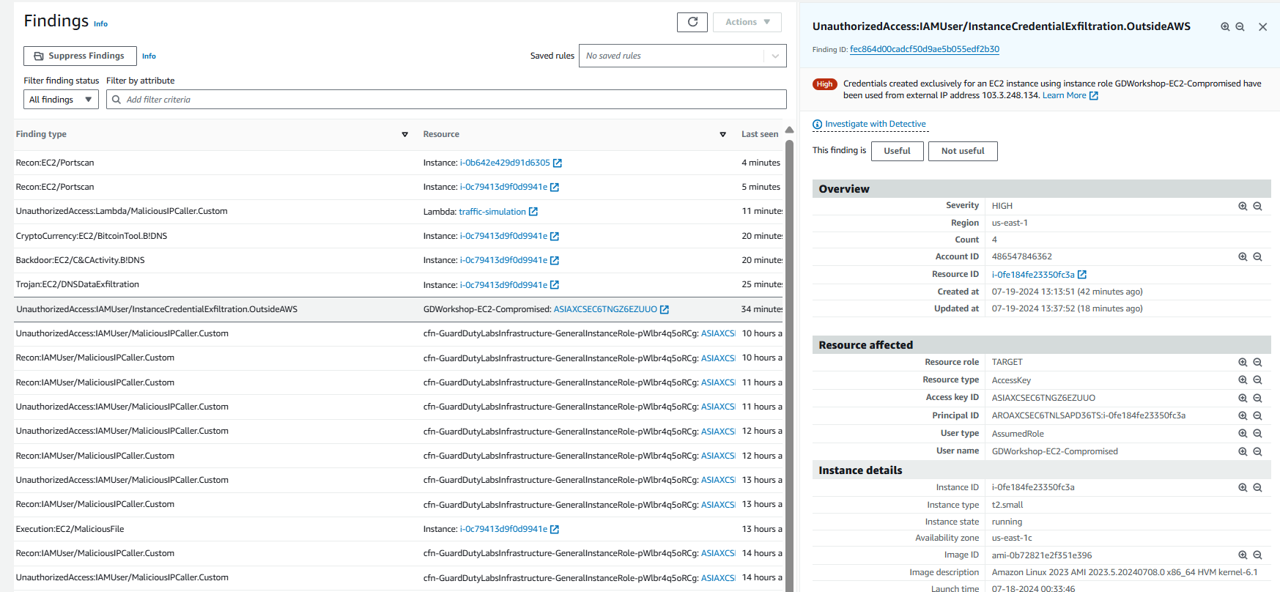 Findings Info
Actions
Suppress Findings Info
Saved rules No saved rules
Filter finding status Filter by attribute
All findings Add filter criteria
Finding type Resource Last seen
Recon:EC2/Portscan Instance: i-0b642e429d91d6305 4 minutes
Recon:EC2/Portscan Instance: i-0c79413d9f0d9941e 5 minutes
UnauthorizedAccess:Lambda/MaliciousIPCaller.Custom Lambda: traffic-simulation 11 minutes
CryptoCurrency:EC2/BitcoinTool.B!DNS Instance: i-0c79413d9f0d9941e 20 minute
Backdoor:EC2/C&CActivity.B!DNS Instance: i-0c79413d9f0d9941e 20 minute
Trojan:EC2/DNSDataExfiltration Instance: i-0c79413d9f0d9941e 25 minute
UnauthorizedAccess:IAMUser/InstanceCredentialExfiltration.OutsideAWS GDWorkshop-EC2-Compromised: ASIAXCSEC6TNGZ6EZUUO 34 minute
UnauthorizedAccess:IAMUser/MaliciousIPCaller.Custom cfn-GuardDutyLabsInfrastructure-GeneralInstanceRole-pWlbr4q5oRCg: ASIAXCS 10 hours a
Recon:IAMUser/MaliciousIPCaller.Custom cfn-GuardDutyLabsInfrastructure-GeneralInstanceRole-pWlbr4q5oRCg: ASIAXCS 10 hours a
Recon:IAMUser/MaliciousIPCaller.Custom cfn-GuardDutyLabsInfrastructure-GeneralInstanceRole-pWlbr4q5oRCg: ASIAXCS 11 hours a
UnauthorizedAccess:IAMUser/MaliciousIPCaller.Custom cfn-GuardDutyLabsInfrastructure-GeneralInstanceRole-pWlbr4q5oRCg: ASIAXCS 11 hours a
UnauthorizedAccess:IAMUser/MaliciousIPCaller.Custom cfn-GuardDutyLabsInfrastructure-GeneralInstanceRole-pWlbr4q5oRCg: ASIAXCS 12 hours a
Recon:IAMUser/MaliciousIPCaller.Custom cfn-GuardDutyLabsInfrastructure-GeneralInstanceRole-pWlbr4q5oRCg: ASIAXCS 12 hours a
UnauthorizedAccess:IAMUser/MaliciousIPCaller.Custom cfn-GuardDutyLabsInfrastructure-GeneralInstanceRole-pWlbr4q5oRCg: ASIAXCS 13 hours a
Recon:IAMUser/MaliciousIPCaller.Custom cfn-GuardDutyLabsInfrastructure-GeneralInstanceRole-pWlbr4q5oRCg: ASIAXCS 13 hours a
Execution:EC2/MaliciousFile Instance: i-0c79413d9f0d9941e 13 hours a
Recon:IAMUser/MaliciousIPCaller.Custom cfn-GuardDutyLabsInfrastructure-GeneralInstanceRole-pWlbr4q5oRCg: ASIAXCS 14 hours a
UnauthorizedAccess:IAMUser/MaliciousIPCaller.Custom cfn-GuardDutyLabsInfrastructure-GeneralInstanceRole-pWlbr4q5oRCg: ASIAXCS 14 hours a
UnauthorizedAccess:IAMUser/InstanceCredentialExfiltration.OutsideAWS
Finding ID: fec864d00cadcf50d9ae5b055edf2b30
High Credentials created exclusively for an EC2 instance using instance role GDWorkshop-EC2-Compromised have
been used from external IP address 103.3.248.134. Learn More
Investigate with Detective
This finding is Useful Not useful
Overview
Severity HIGH
Region us-east-1
Count 4
Account ID 486547846362
Resource ID i-0fe184fe23350fc3a
Created at 07-19-2024 13:13:51 (42 minutes ago)
Updated at 07-19-2024 13:37:52 (18 minutes ago)
Resource affected
Resource role TARGET
Resource type AccessKey
Access key ID ASIAXCSEC6TNGZ6EZUUO
Principal ID AROAXCSEC6TNLSAPD36TS:i-0fe184fe23350fc3a
User type AssumedRole
User name GDWorkshop-EC2-Compromised
Instance details
Instance ID i-0fe184fe23350fc3a
Instance type t2.small
Instance state running
Availability zone us-east-1c
Image ID ami-0b72821e2f351e396
Image description Amazon Linux 2023 AMI 2023.5.20240708.0 x86_64 HVM kernel-6.1
Launch time 07-18-2024 00:33:46